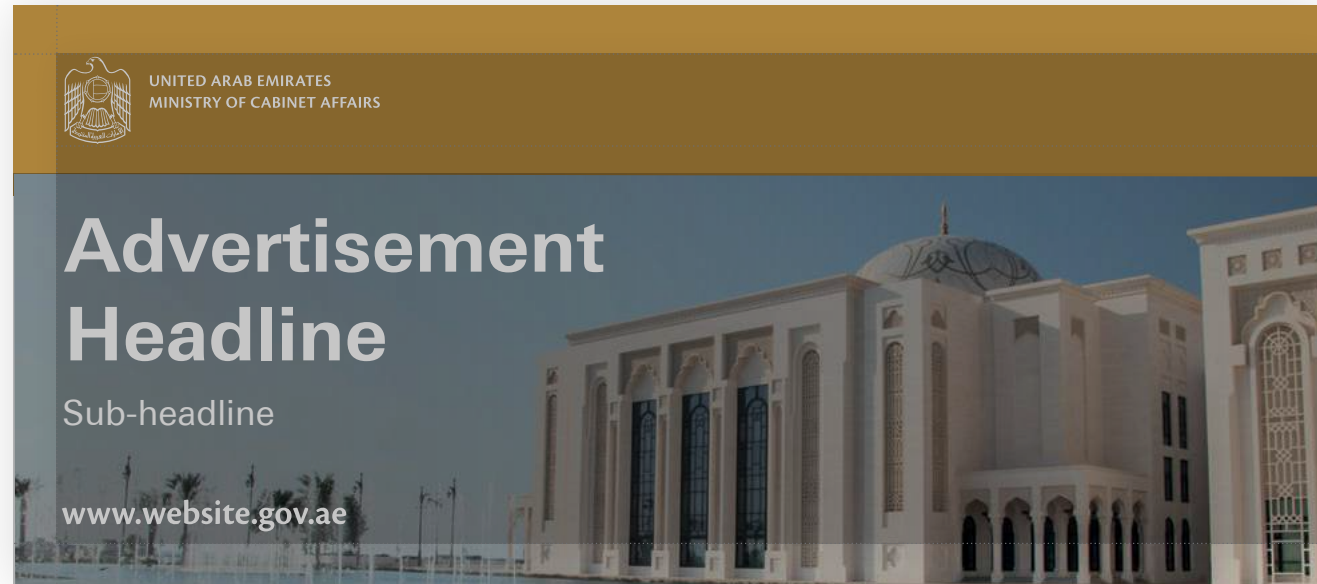 UNITED ARAB EMIRATES
MINISTRY OF CABINET AFFAIRS
Advertisement
Headline
Sub-headline
www.website.gov.ae